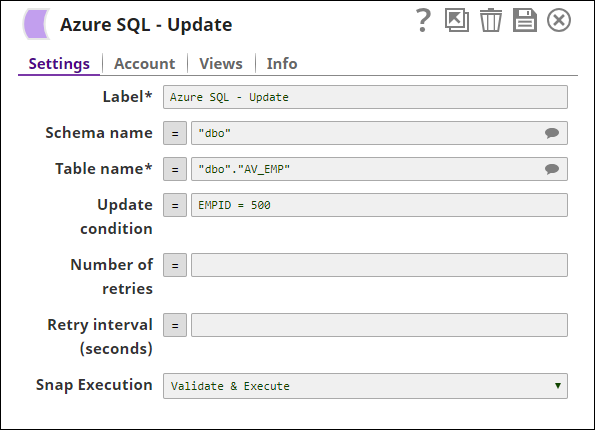 Azure SQL - Update
?
Settings Account Views Info
Label* Azure SQL - Update
Schema name = "dbo"
Table name* = "dbo"."AV_EMP"
Update
condition = EMPID = 500
Number of
retries =
Retry interval
(seconds) =
Snap Execution Validate & Execute